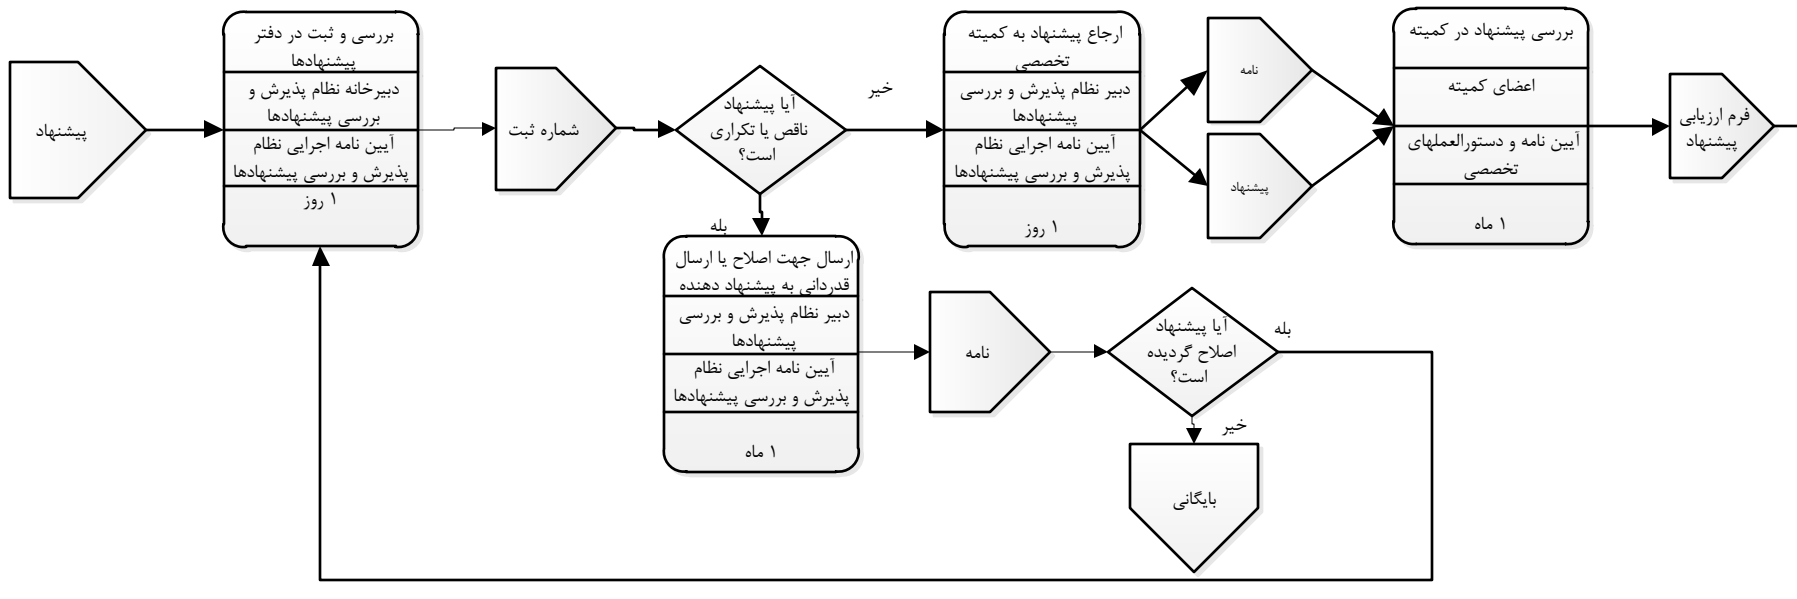 پیشنهاد
بررسی و ثبت در دفتر
پیشنهادها
دبیرخانه نظام پذیرش و
بررسی پیشنهادها
آیین نامه اجرایی نظام
پذیرش و بررسی پیشنهادها
۱ روز
شماره ثبت
آیا پیشنهاد
ناقص یا تکراری
است؟
خیر
بله
ارجاع پیشنهاد به کمیته
تخصصی
دبیر نظام پذیرش و بررسی
پیشنهادها
آیین نامه اجرایی نظام
پذیرش و بررسی پیشنهادها
۱ روز
نامه
پیشنهاد
بررسی پیشنهاد در کمیته
اعضای کمیته
آیین نامه و دستورالعملهای
تخصصی
۱ ماه
فرم ارزیابی
پیشنهاد
ارسال جهت اصلاح یا ارسال
قدردانی به پیشنهاد دهنده
دبیر نظام پذیرش و بررسی
پیشنهادها
آیین نامه اجرایی نظام
پذیرش و بررسی پیشنهادها
۱ ماه
نامه
آیا پیشنهاد
اصلاح گردیده
است؟
بله
خیر
بایگانی